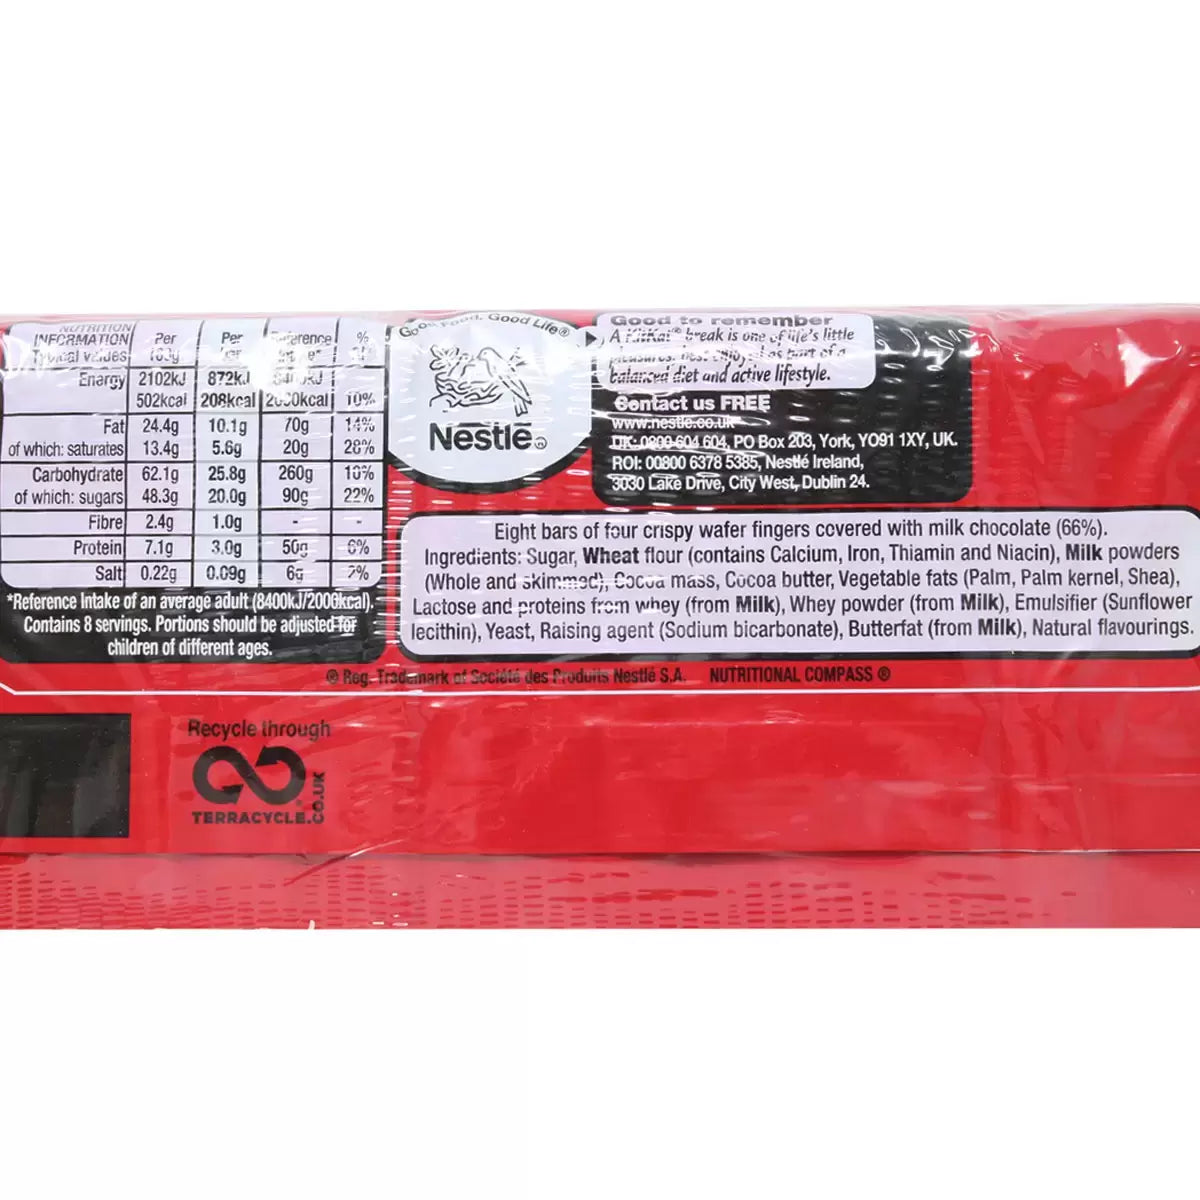 NUTRITION
INFORMATION Per Per Reference %
Typical values 100g
Energy 2102kJ 872kJ 8400kJ
502kcal 208kcal 2000kcal 10%
Fat 24.4g 10.1g 70g 14%
of which: saturates 13.4g 5.6g 20g 28%
Carbohydrate 62.1g 25.8g 260g 10%
of which: sugars 48.3g 20.0g 90g 22%
Fibre 2.4g 1.0g - -
Protein 7.1g 3.0g 50g 6%
Salt 0.22g 0.09g 6g
*Reference Intake of an average adult (8400kJ/2000kcal).
Contains 8 servings. Portions should be adjusted for
children of different ages.
Good Food, Good Life®
Nestlé®
Good to remember
A KitKat® break is one of life's little
pleasures, best enjoyed as part of a
balanced diet and active lifestyle.
Contact us FREE
www.nestle.co.uk
UK: 0800 604 604, PO Box 203, York, YO91 1XY, UK.
ROI: 00800 6378 5385, Nestlé Ireland,
3030 Lake Drive, City West, Dublin 24.
Eight bars of four crispy wafer fingers covered with milk chocolate (66%).
Ingredients: Sugar, Wheat flour (contains Calcium, Iron, Thiamin and Niacin), Milk powders
(Whole and skimmed), Cocoa mass, Cocoa butter, Vegetable fats (Palm, Palm kernel, Shea),
Lactose and proteins from whey (from Milk), Whey powder (from Milk), Emulsifier (Sunflower
lecithin), Yeast, Raising agent (Sodium bicarbonate), Butterfat (from Milk), Natural flavourings.
® Reg. Trademark of Société des Produits Nestlé S.A. NUTRITIONAL COMPASS ®
Recycle through
TERRACYCLE.CO.UK